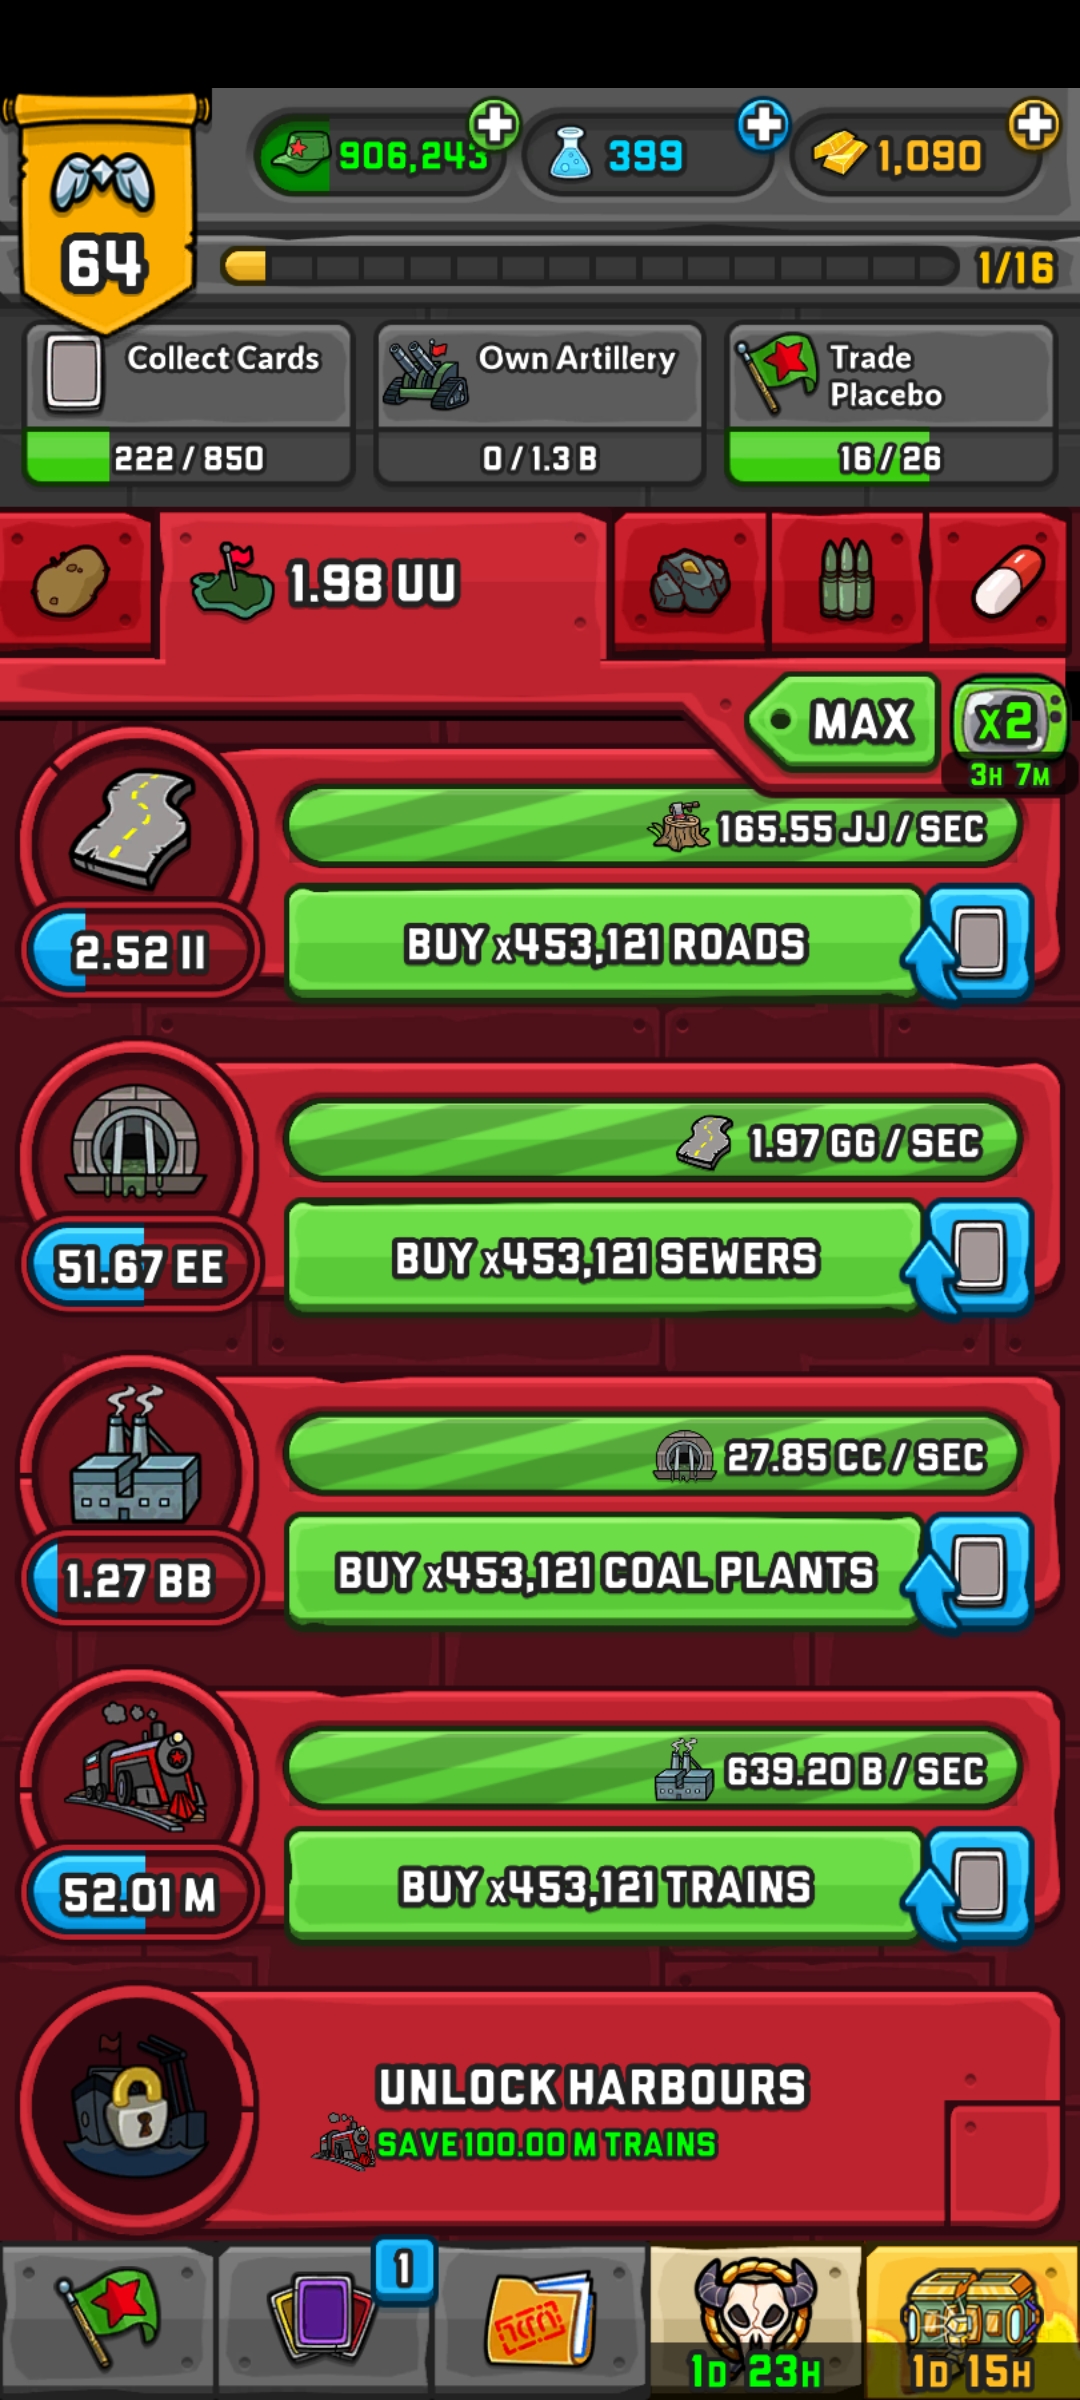 906,243
399
1,090
64
1/16
Collect Cards
222 / 850
Own Artillery
0 / 1.3 B
Trade
Placebo
16 / 26
1.98 UU
MAX
x2
3H 7M
165.55 JJ / SEC
2.52 II
BUY x453,121 ROADS
1.97 GG / SEC
51.67 EE
BUY x453,121 SEWERS
27.85 CC / SEC
1.27 BB
BUY x453,121 COAL PLANTS
639.20 B / SEC
52.01 M
BUY x453,121 TRAINS
UNLOCK HARBOURS
SAVE 100.00 M TRAINS
1
1D 23H
1D 15H